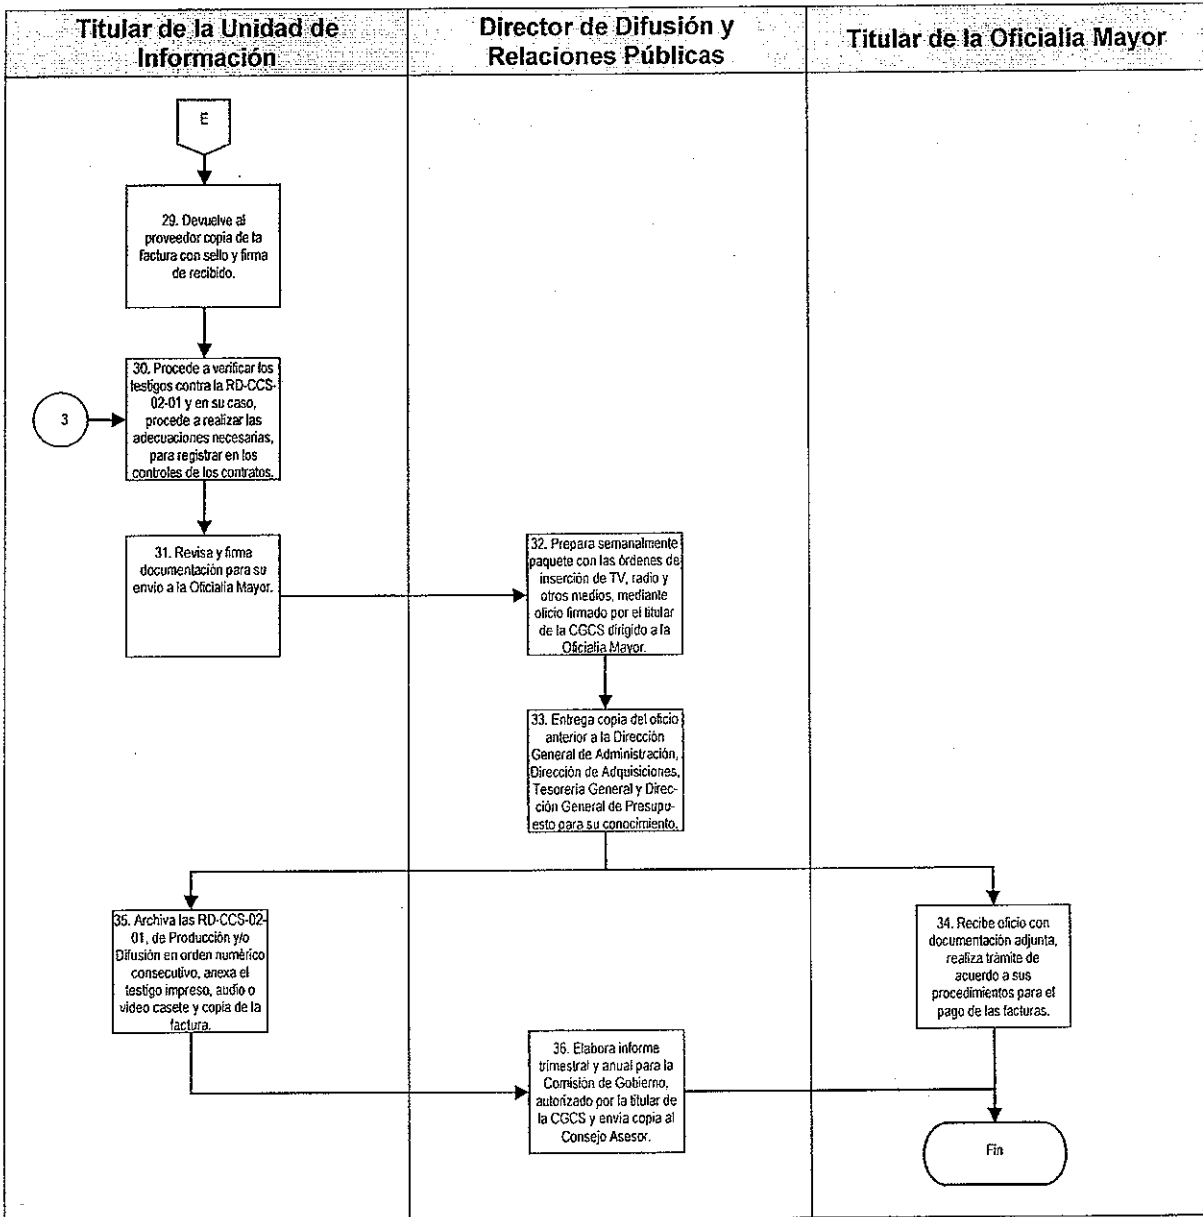 Titular de la Unidad de
Información
Director de Difusión y
Relaciones Públicas
Titular de la Oficialía Mayor
E
29. Devuelve al
proveedor copia de la
factura con sello y firma
de recibido.
3
30. Procede a verificar los
testigos contra la RD-CCS-
02-01 y en su caso,
procede a realizar las
adecuaciones necesarias,
para registrar en los
controles de los contratos.
31. Revisa y firma
documentación para su
envío a la Oficialía Mayor.
32. Prepara semanalmente
paquete con las órdenes de
inserción de TV, radio y
otros medios, mediante
oficio firmado por el titular
de la CGCS dirigido a la
Oficialía Mayor.
33. Entrega copia del oficio
anterior a la Dirección
General de Administración,
Dirección de Adquisiciones,
Tesorería General y Direc-
ción General de Presupu-
esto para su conocimiento.
35. Archiva las RD-CCS-02-
01, de Producción y/o
Difusión en orden numérico
consecutivo, anexa el
testigo impreso, audio o
video casete y copia de la
factura.
34. Recibe oficio con
documentación adjunta,
realiza trámite de
acuerdo a sus
procedimientos para el
pago de las facturas.
36. Elabora informe
trimestral y anual para la
Comisión de Gobierno,
autorizado por la titular de
la CGCS y envía copia al
Consejo Asesor.
Fin